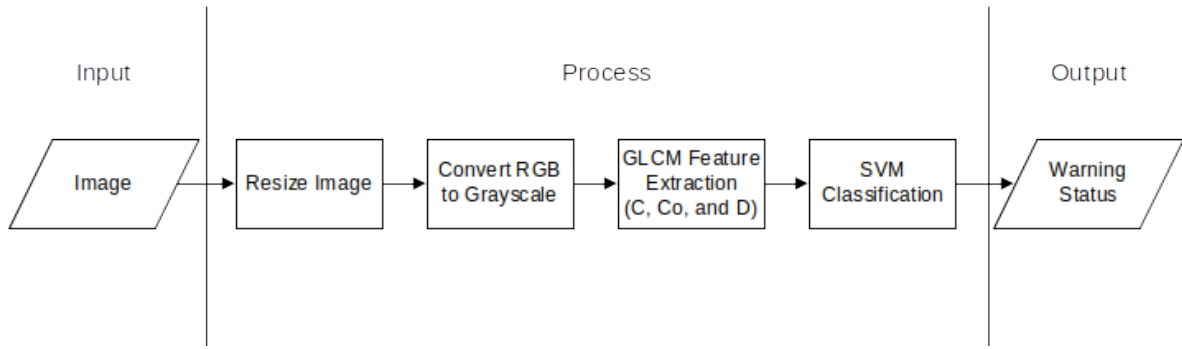 Input
Process
Output
Image
Resize Image
Convert RGB
to Grayscale
GLCM Feature
Extraction
(C, Co, and D)
SVM
Classification
Warning
Status